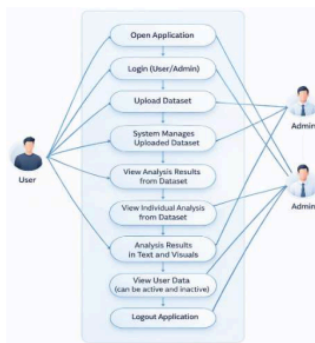 Open Application
Login (User/Admin)
Upload Dataset
System Manages
Uploaded Dataset
View Analysis Results
from Dataset
View Individual Analysis
from Dataset
Analysis Results
in Text and Visuals
View User Data
(can be active and inactive)
Logout Application
User
Admin
Admin